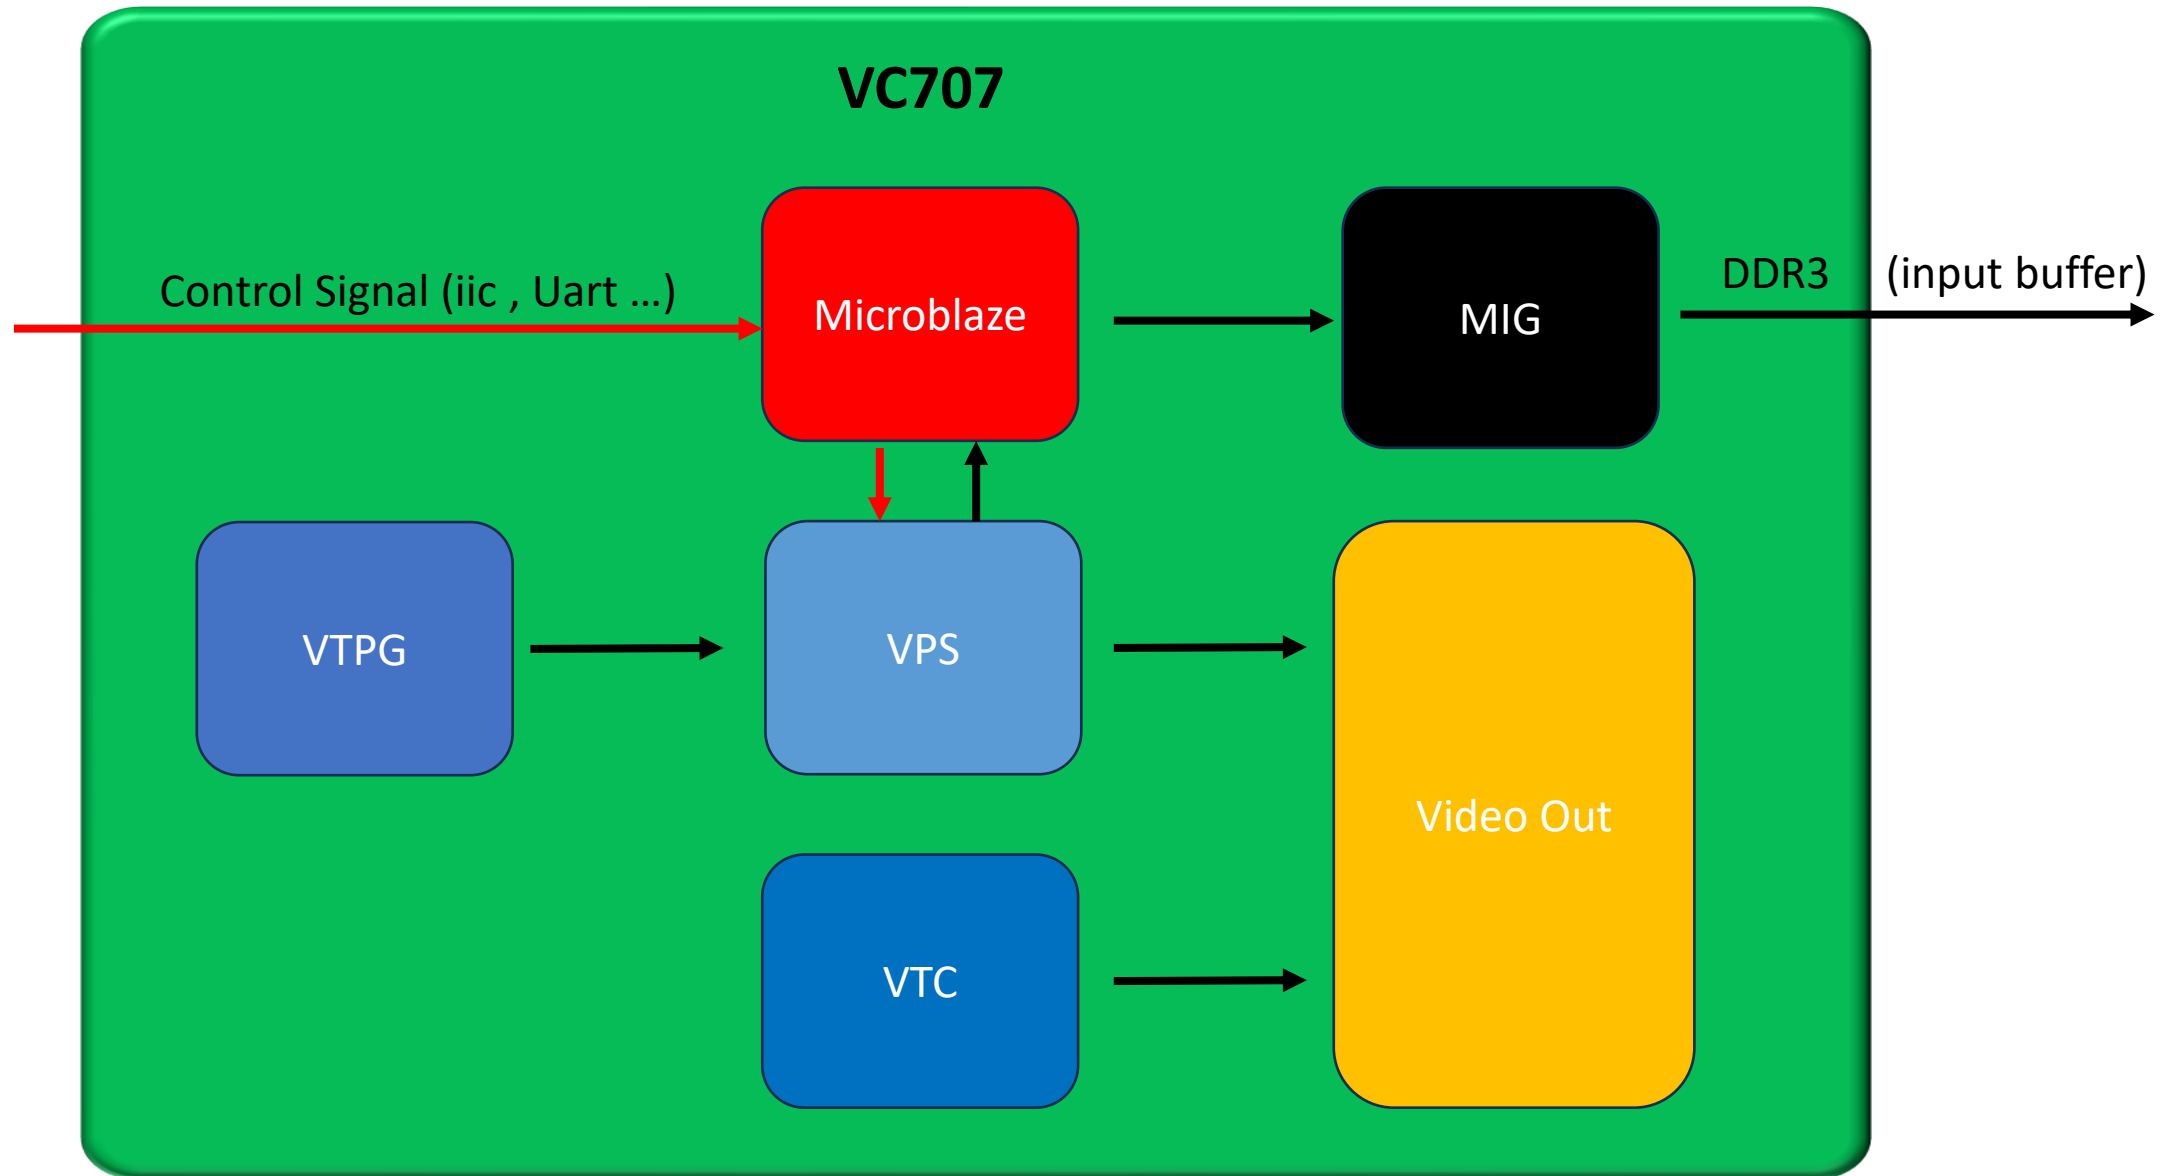 VC707
Control Signal (iic , Uart ...)
Microblaze
MIG
DDR3 (input buffer)
VTPG
VPS
Video Out
VTC